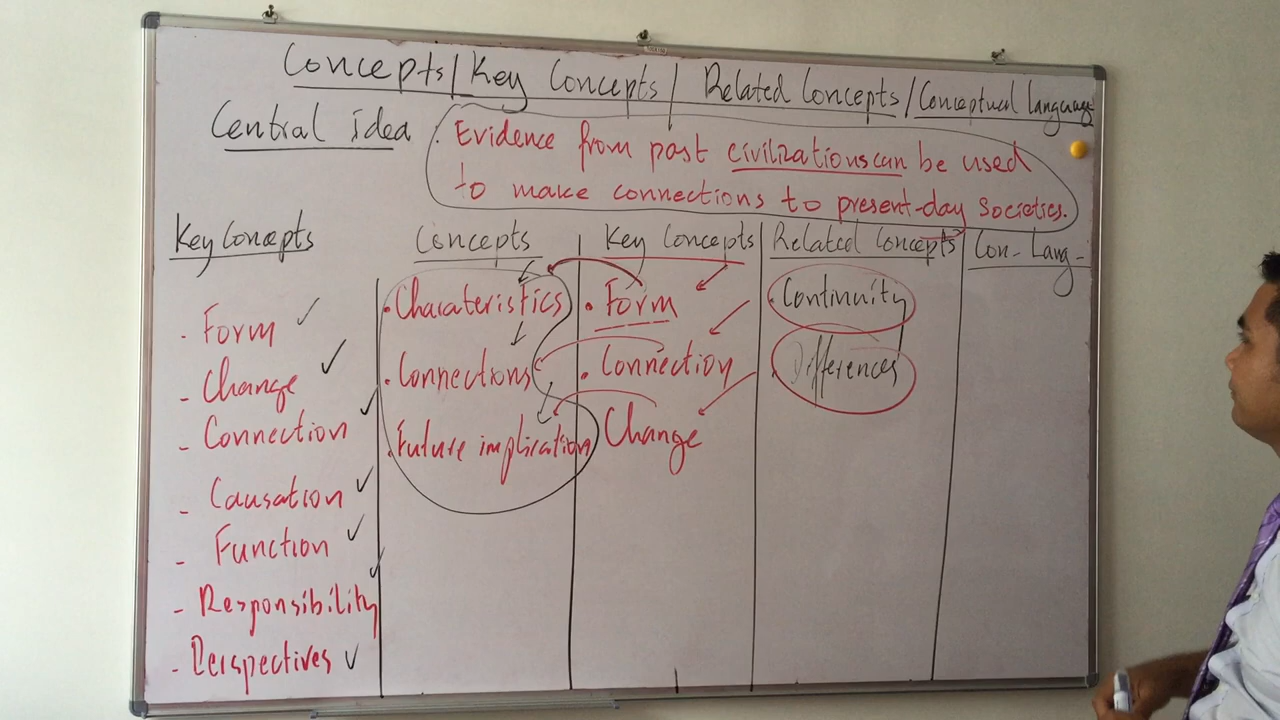 Concepts/Key Concepts/Related Concepts/Conceptual language
Central idea : Evidence from past civilizations can be used
to make connections to present-day societies.
Key Concepts
- Form ✓
- Change ✓
- Connection ✓
- Causation ✓
- Function ✓
- Responsibility ✓
- Perspectives ✓
Concepts
. Charateristics
. Connections
. Future implication
Key Concepts
. Form
. Connection
Change
Related Concepts
. Continuity
. Differences
Con- Lang-